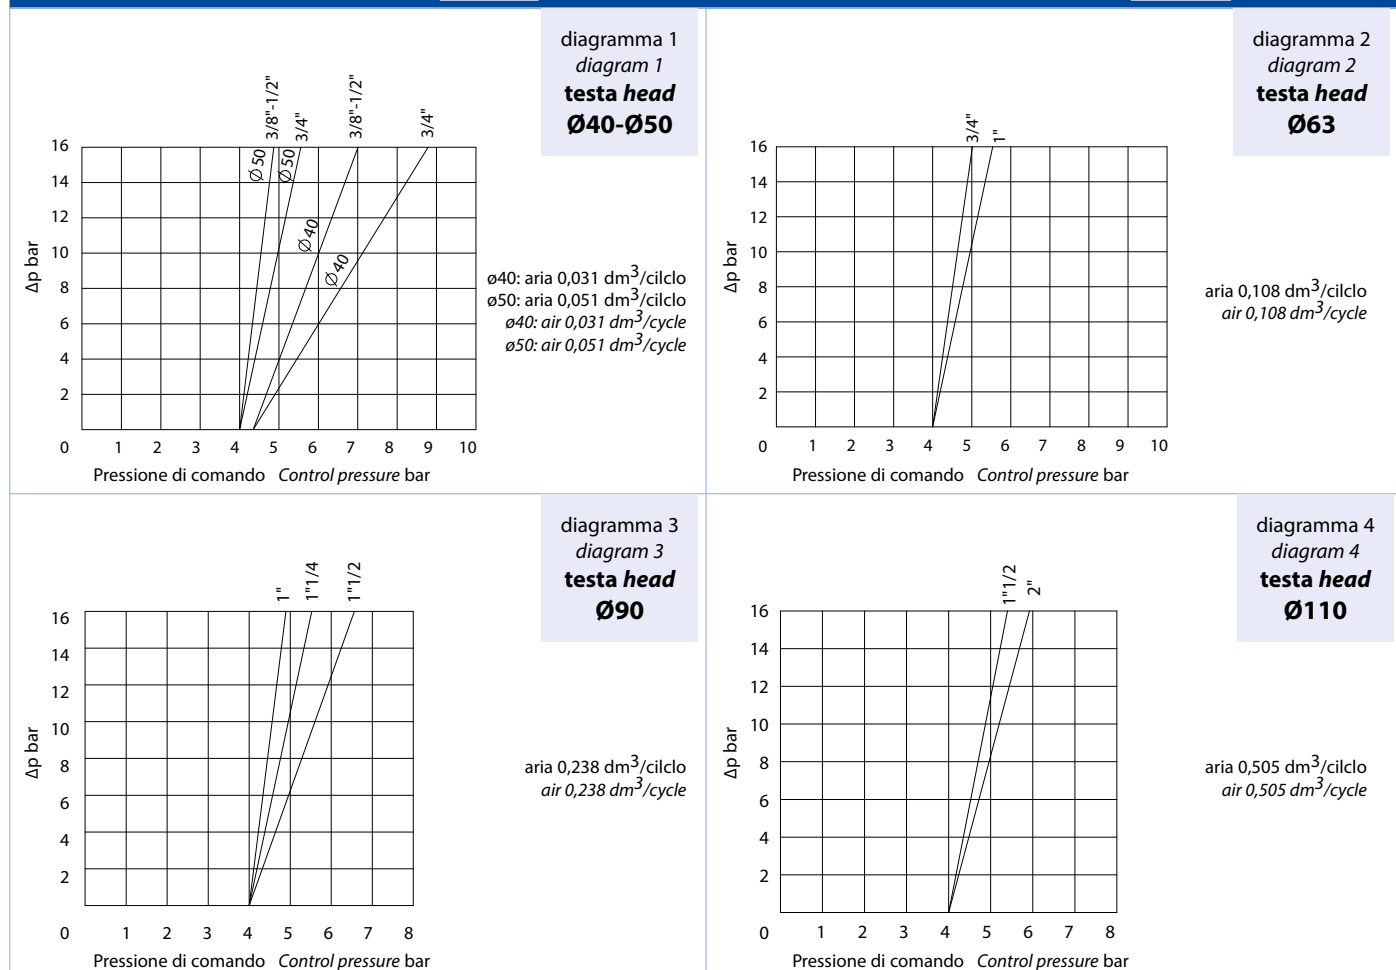 diagramma 1
diagram 1
testa head
Ø40-Ø50
3/8"-1/2"
3/4"
3/8"-1/2"
3/4"
Ø 50
Ø 50
Ø 40
Ø 40
16
14
12
10
8
6
4
2
0
Δp bar
1 2 3 4 5 6 7 8 9 10
Pressione di comando Control pressure bar
ø40: aria 0,031 dm³/cilclo
ø50: aria 0,051 dm³/cilclo
ø40: air 0,031 dm³/cycle
ø50: air 0,051 dm³/cycle
diagramma 2
diagram 2
testa head
Ø63
3/4"
1"
16
14
12
10
8
6
4
2
0
Δp bar
1 2 3 4 5 6 7 8 9 10
Pressione di comando Control pressure bar
aria 0,108 dm³/cilclo
air 0,108 dm³/cycle
diagramma 3
diagram 3
testa head
Ø90
1"
1"1/4
1"1/2
16
14
12
10
8
6
4
2
0
Δp bar
1 2 3 4 5 6 7 8
Pressione di comando Control pressure bar
aria 0,238 dm³/cilclo
air 0,238 dm³/cycle
diagramma 4
diagram 4
testa head
Ø110
1"1/2
2"
16
14
12
10
8
6
4
2
0
Δp bar
1 2 3 4 5 6 7 8
Pressione di comando Control pressure bar
aria 0,505 dm³/cilclo
air 0,505 dm³/cycle